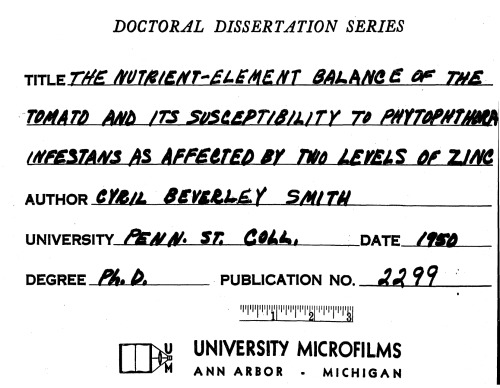 DOCTORAL DISSERTATION SERIES
TITLE THE NUTRIENT-ELEMENT BALANCE OF THE
TOMATO AND ITS SUSCEPTIBILITY TO PHYTOPHTHORA
INFESTANS AS AFFECTED BY TWO LEVELS OF ZINC
AUTHOR CYRIL BEVERLEY SMITH
UNIVERSITY PENN. ST. COLL. DATE 1950
DEGREE Ph.D. PUBLICATION NO. 2299
1 2 3
UM UNIVERSITY MICROFILMS
ANN ARBOR - MICHIGAN